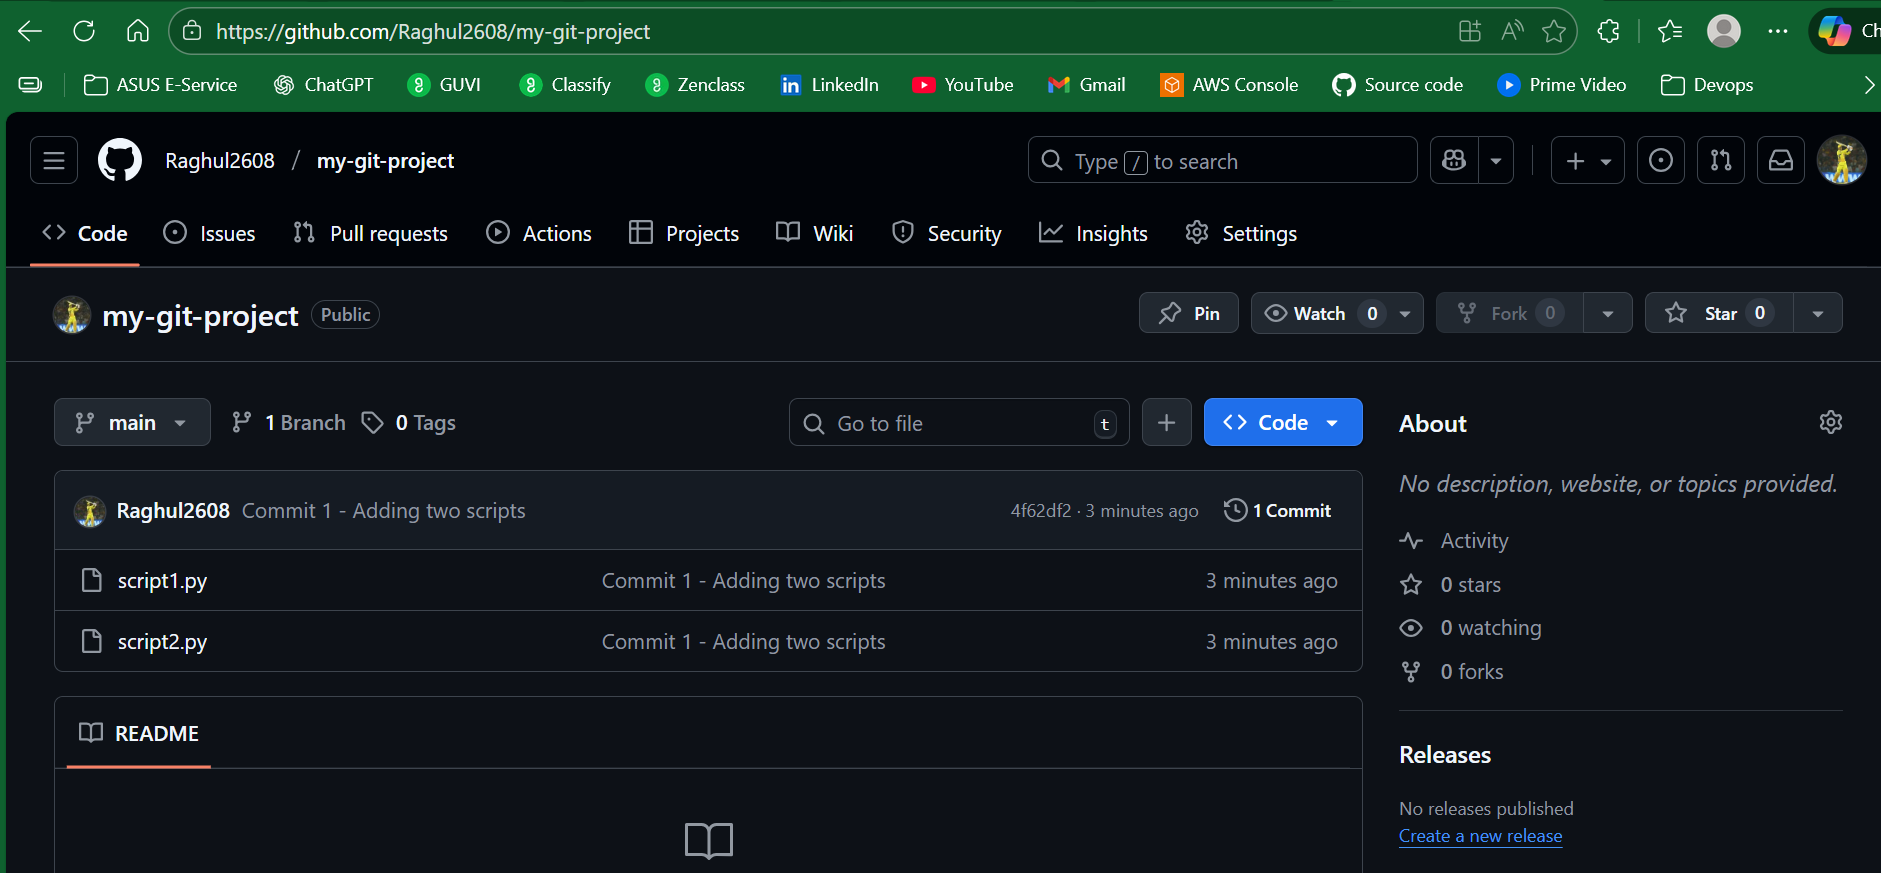 https://github.com/Raghul2608/my-git-project
ASUS E-Service ChatGPT GUVI Classify Zenclass LinkedIn YouTube Gmail AWS Console Source code Prime Video Devops
Raghul2608 / my-git-project Type / to search
Code Issues Pull requests Actions Projects Wiki Security Insights Settings
my-git-project Public Pin Watch 0 Fork 0 Star 0
main 1 Branch 0 Tags Go to file t Code
About
No description, website, or topics provided.
Raghul2608 Commit 1 - Adding two scripts 4f62df2 · 3 minutes ago 1 Commit
script1.py Commit 1 - Adding two scripts 3 minutes ago
script2.py Commit 1 - Adding two scripts 3 minutes ago
Activity
0 stars
0 watching
0 forks
README
Releases
No releases published
Create a new release